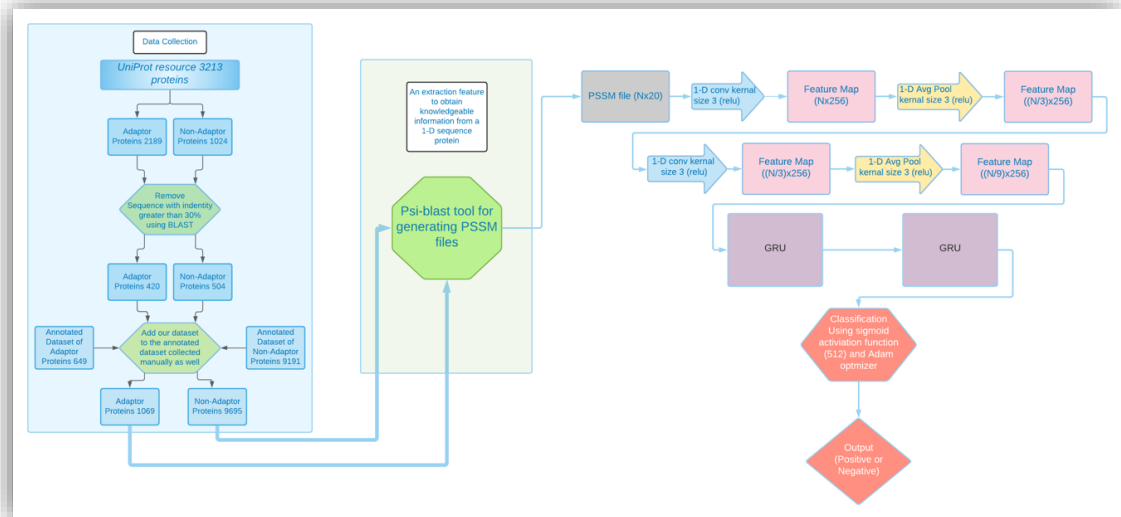 Data Collection
UniProt resource 3213
proteins
Adaptor
Proteins 2189
Non-Adaptor
Proteins 1024
Remove
Sequence with indentity
greater than 30%
using BLAST
Adaptor
Proteins 420
Non-Adaptor
Proteins 504
Annotated
Dataset of
Adaptor
Proteins 649
Add our dataset
to the annotated
dataset collected
manually as well
Annotated
Dataset of
Non-Adaptor
Proteins 9191
Adaptor
Proteins 1069
Non-Adaptor
Proteins 9695
An extraction feature
to obtain
knowledgeable
information from a
1-D sequence
protein
Psi-blast tool for
generating PSSM
files
PSSM file (Nx20)
1-D conv kernal
size 3 (relu)
Feature Map
(Nx256)
1-D Avg Pool
kernal size 3 (relu)
Feature Map
((N/3)x256)
1-D conv kernal
size 3 (relu)
Feature Map
((N/3)x256)
1-D Avg Pool
kernal size 3 (relu)
Feature Map
((N/9)x256)
GRU
GRU
Classification
Using sigmoid
activiation function
(512) and Adam
optmizer
Output
(Positive or
Negative)